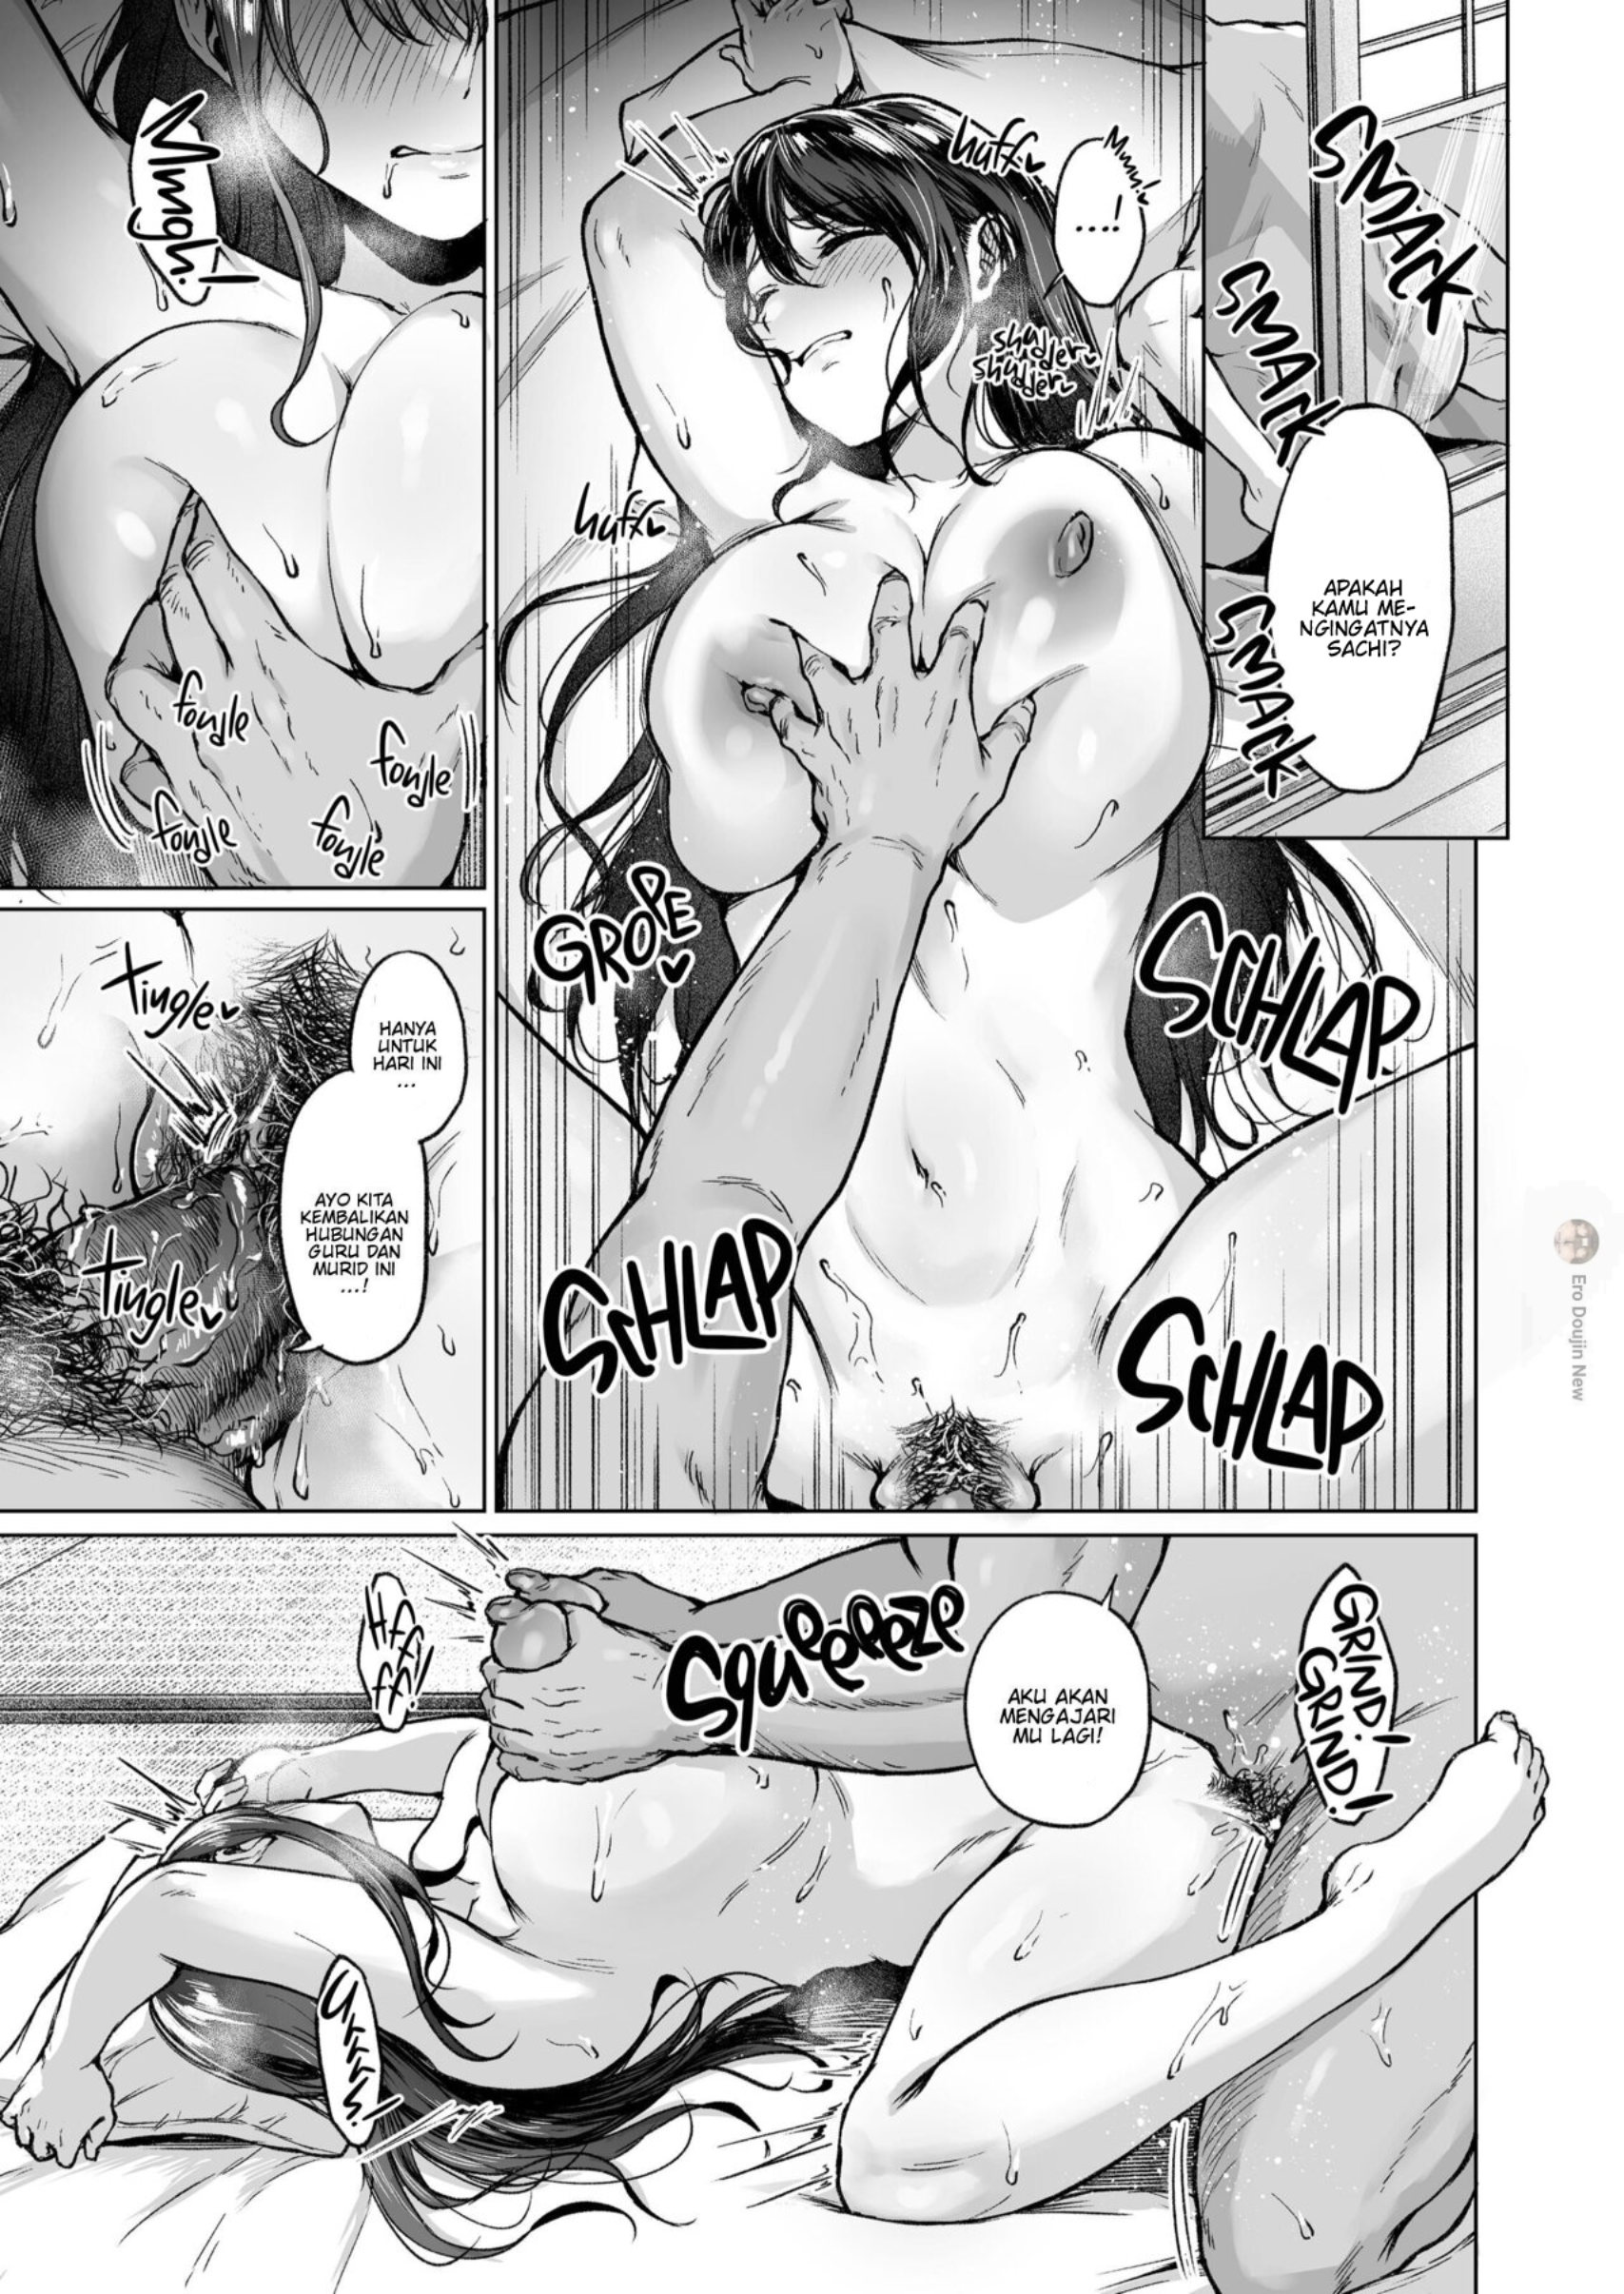 SMACK
SMACK
APAKAH
KAMU ME-
NGINGATNYA
SACHI?
SMACK
Mmm!
....!
huff
shudder
shudder
huff
GROPE
SCHLAP
SCHLAP
SCHLAP
Mmgh!
fondle
fondle
fondle
fondle
tingle
HANYA
UNTUK
HARI INI
...
AYO KITA
KEMBALIKAN
HUBUNGAN
GURU DAN
MURID INI
...!
tingle
GRIND!
GRIND!
AKU AKAN
MENGAJARI
MU LAGI!
Squeeeeze
Ero Doujin New